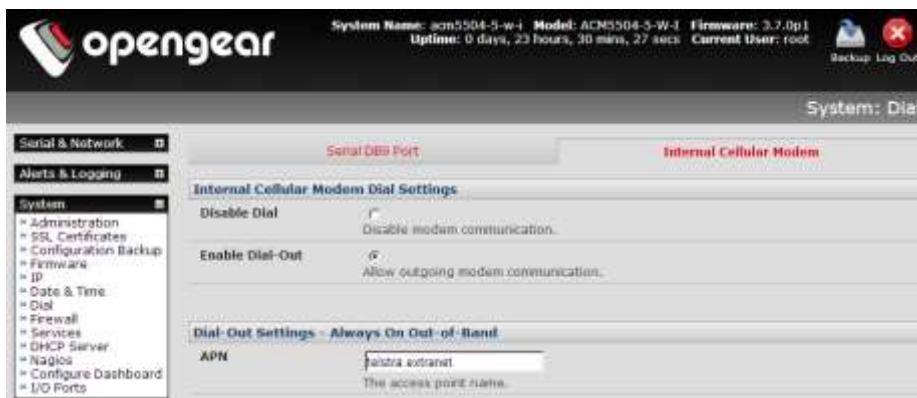 opengear
System Name: acm5504-5-w-i Model: ACM5504-5-W-I Firmware: 3.7.0p1
Uptime: 0 days, 23 hours, 30 mins, 27 secs Current User: root
Backup Log Out
System: Dia
Serial & Network
Alerts & Logging
System
Administration
SSL Certificates
Configuration Backup
Firmware
IP
Date & Time
Dial
Firewall
Services
DHCP Server
Nagios
Configure Dashboard
I/O Ports
Serial DB9 Port
Internal Cellular Modem
Internal Cellular Modem Dial Settings
Disable Dial
Disable modem communication.
Enable Dial-Out
Allow outgoing modem communication.
Dial-Out Settings - Always On Out-of-Band
APN
telstra.extranet
The access point name.